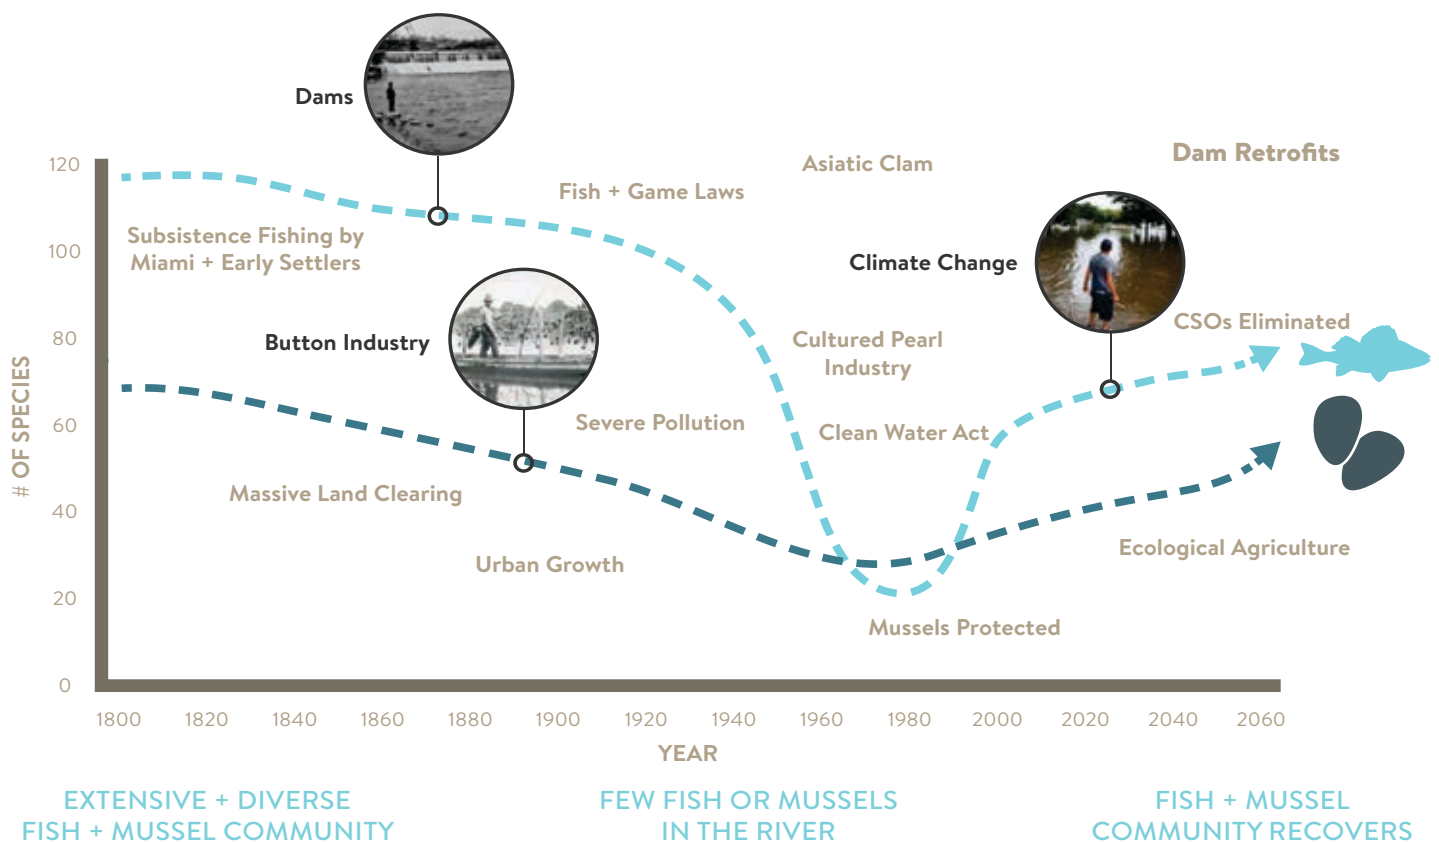 Dams
120
Asiatic Clam
Dam Retrofits
Fish + Game Laws
Subsistence Fishing by
Miami + Early Settlers
100
Climate Change
80
Button Industry
Cultured Pearl
Industry
CSOs Eliminated
# OF SPECIES
60
Severe Pollution
Clean Water Act
Massive Land Clearing
40
Urban Growth
Ecological Agriculture
20
Mussels Protected
0
1800 1820 1840 1860 1880 1900 1920 1940 1960 1980 2000 2020 2040 2060
YEAR
EXTENSIVE + DIVERSE
FISH + MUSSEL COMMUNITY
FEW FISH OR MUSSELS
IN THE RIVER
FISH + MUSSEL
COMMUNITY RECOVERS